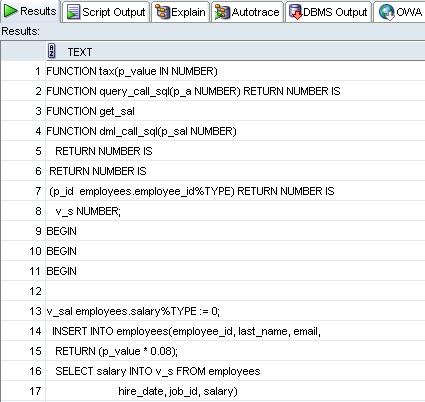 Results Script Output Explain Autotrace DBMS Output OWA
Results:
TEXT
1 FUNCTION tax(p_value IN NUMBER)
2 FUNCTION query_call_sql(p_a NUMBER) RETURN NUMBER IS
3 FUNCTION get_sal
4 FUNCTION dml_call_sql(p_sal NUMBER)
5 RETURN NUMBER IS
6 RETURN NUMBER IS
7 (p_id employees.employee_id%TYPE) RETURN NUMBER IS
8 v_s NUMBER;
9 BEGIN
10 BEGIN
11 BEGIN
12
13 v_sal employees.salary%TYPE := 0;
14 INSERT INTO employees(employee_id, last_name, email,
15 RETURN (p_value * 0.08);
16 SELECT salary INTO v_s FROM employees
17 hire_date, job_id, salary)